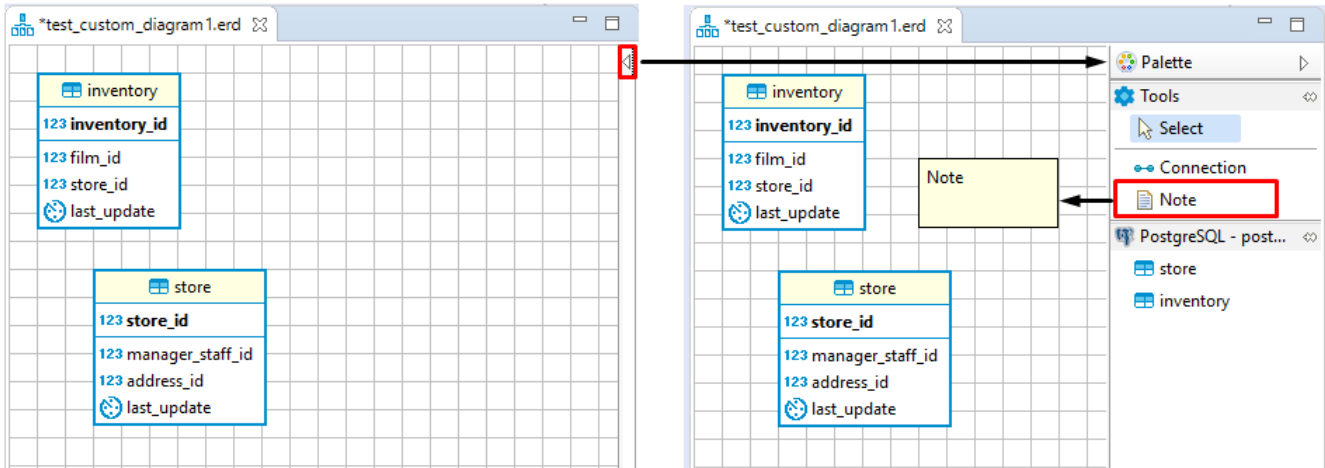 *test_custom_diagram1.erd
inventory
123 inventory_id
123 film_id
123 store_id
last_update
store
123 store_id
123 manager_staff_id
123 address_id
last_update
*test_custom_diagram1.erd
inventory
123 inventory_id
123 film_id
123 store_id
last_update
Note
store
123 store_id
123 manager_staff_id
123 address_id
last_update
Palette
Tools
Select
Connection
Note
PostgreSQL - post...
store
inventory